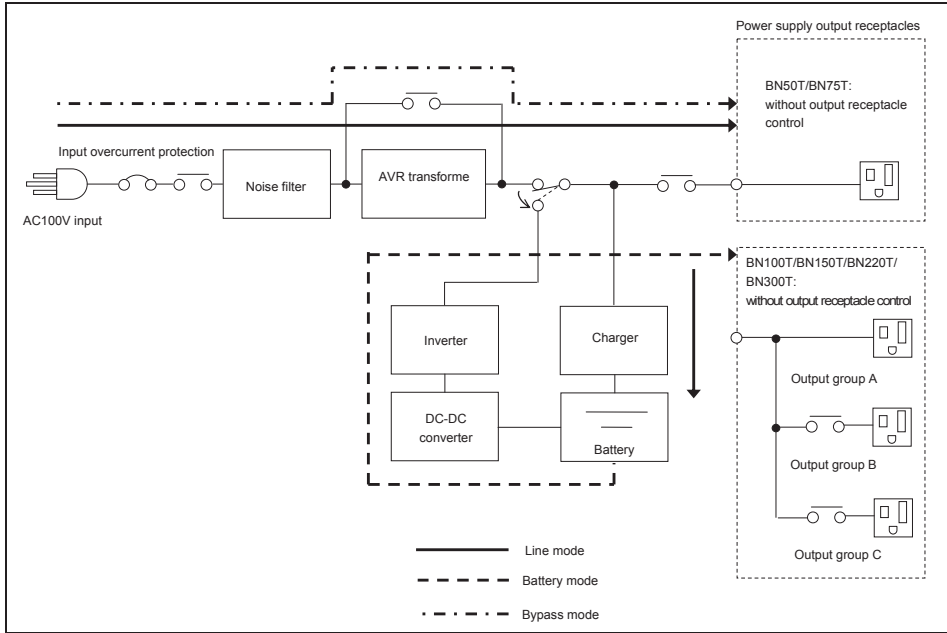 Power supply output receptacles
BN50T/BN75T:
without output receptacle
control
Input overcurrent protection
Noise filter
AVR transforme
AC100V input
BN100T/BN150T/BN220T/
BN300T:
without output receptacle control
Inverter
Charger
Output group A
DC-DC
converter
Battery
Output group B
Output group C
Line mode
Battery mode
Bypass mode